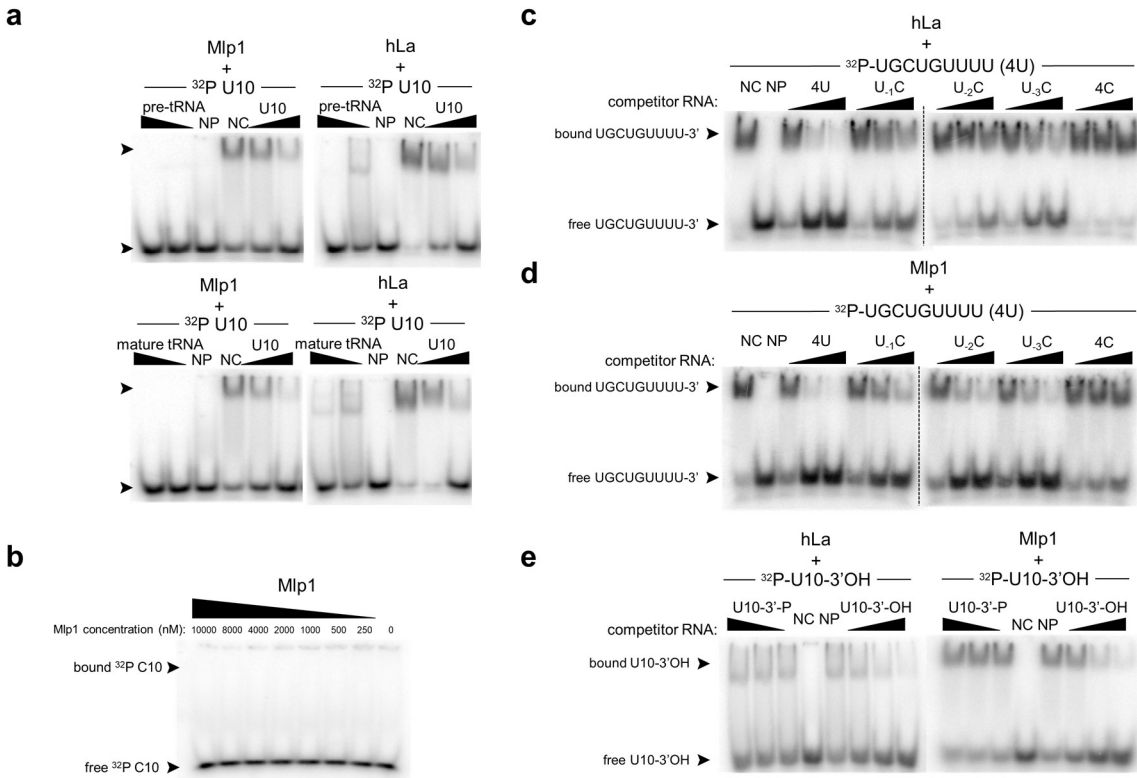 a
Mlp1
+
³²P U10
pre-tRNA NP NC U10
hLa
+
³²P U10
pre-tRNA NP NC U10
Mlp1
+
³²P U10
mature tRNA NP NC U10
hLa
+
³²P U10
mature tRNA NP NC U10
b
Mlp1
Mlp1 concentration (nM): 10000 8000 4000 2000 1000 500 250 0
bound ³²P C10
free ³²P C10
c
hLa
+
³²P-UGCUGUUUU (4U)
competitor RNA: NC NP 4U U₋₁C U₋₂C U₋₃C 4C
bound UGCUGUUUU-3'
free UGCUGUUUU-3'
d
Mlp1
+
³²P-UGCUGUUUU (4U)
competitor RNA: NC NP 4U U₋₁C U₋₂C U₋₃C 4C
bound UGCUGUUUU-3'
free UGCUGUUUU-3'
e
hLa
+
³²P-U10-3'OH
Mlp1
+
³²P-U10-3'OH
competitor RNA: U10-3'-P NC NP U10-3'-OH U10-3'-P NC NP U10-3'-OH
bound U10-3'OH
free U10-3'OH